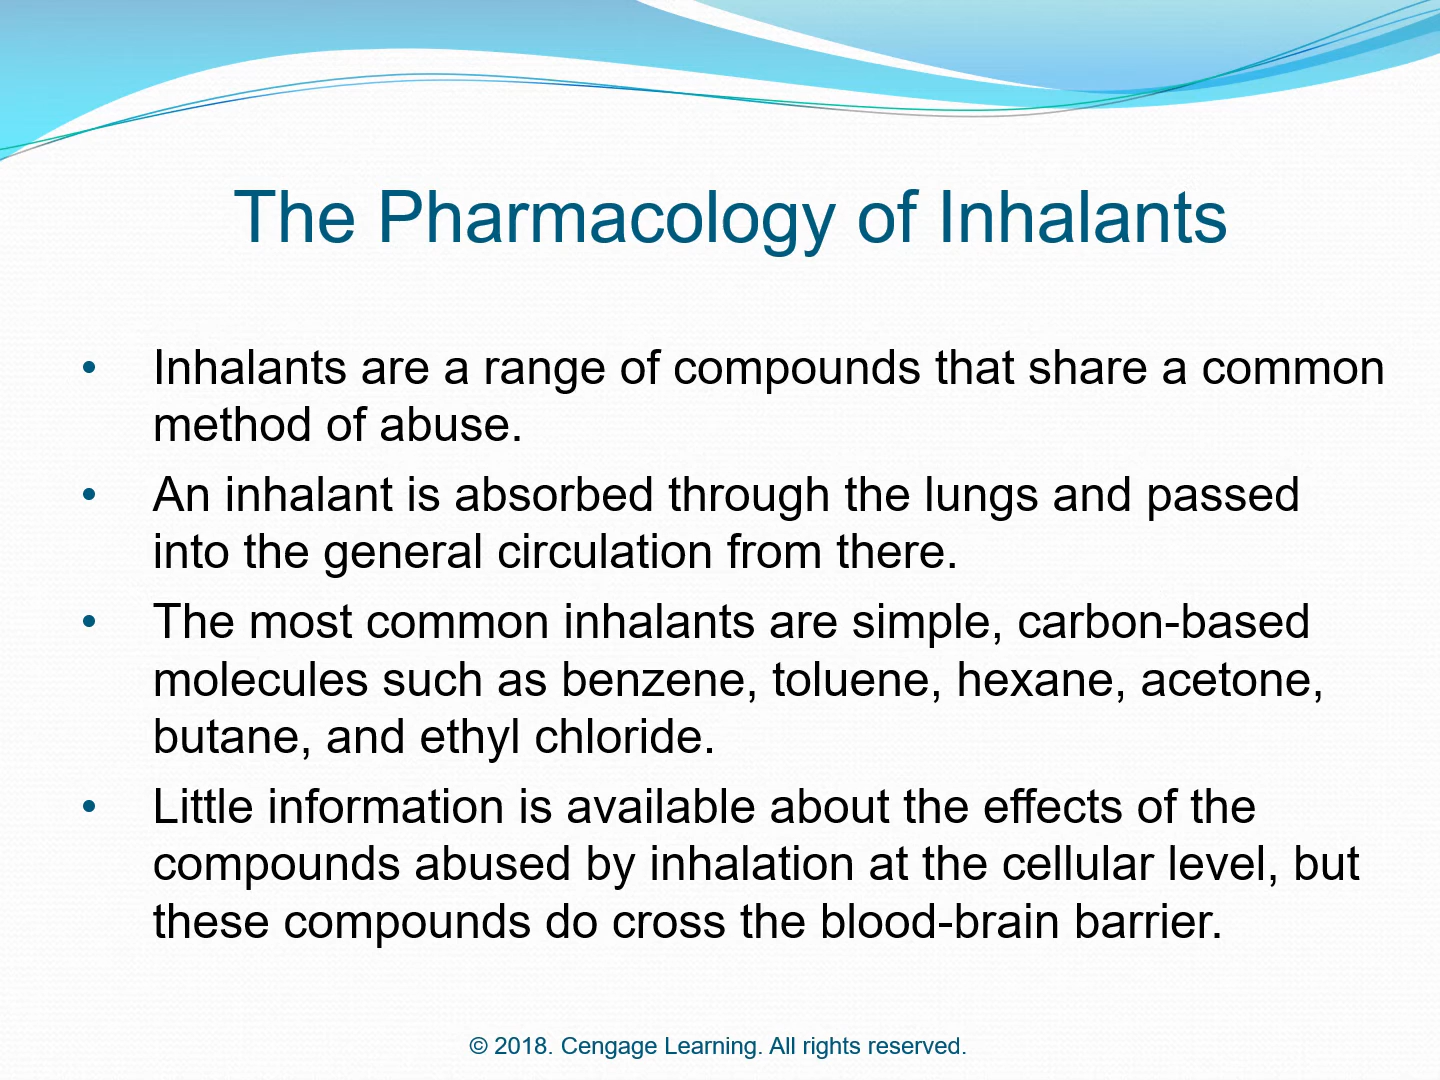 The Pharmacology of Inhalants
• Inhalants are a range of compounds that share a common
method of abuse.
• An inhalant is absorbed through the lungs and passed
into the general circulation from there.
• The most common inhalants are simple, carbon-based
molecules such as benzene, toluene, hexane, acetone,
butane, and ethyl chloride.
• Little information is available about the effects of the
compounds abused by inhalation at the cellular level, but
these compounds do cross the blood-brain barrier.
© 2018. Cengage Learning. All rights reserved.